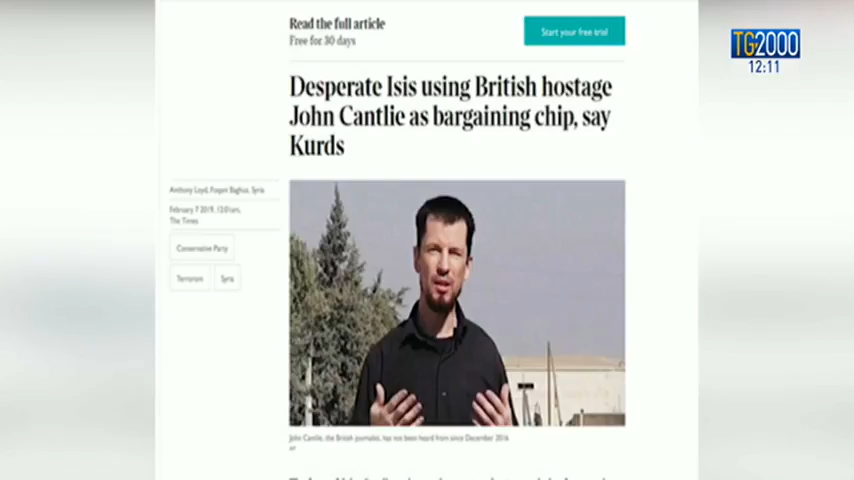 TG2000
12:11
Read the full article
Free for 30 days
Start your free trial
Desperate Isis using British hostage
John Cantlie as bargaining chip, say
Kurds
Anthony Loyd, Baghuz, Syria
February 7 2019, 12:01am,
The Times
Conservative Party
Terrorism
Syria
John Cantlie, the British journalist, has not been heard from since December 2016